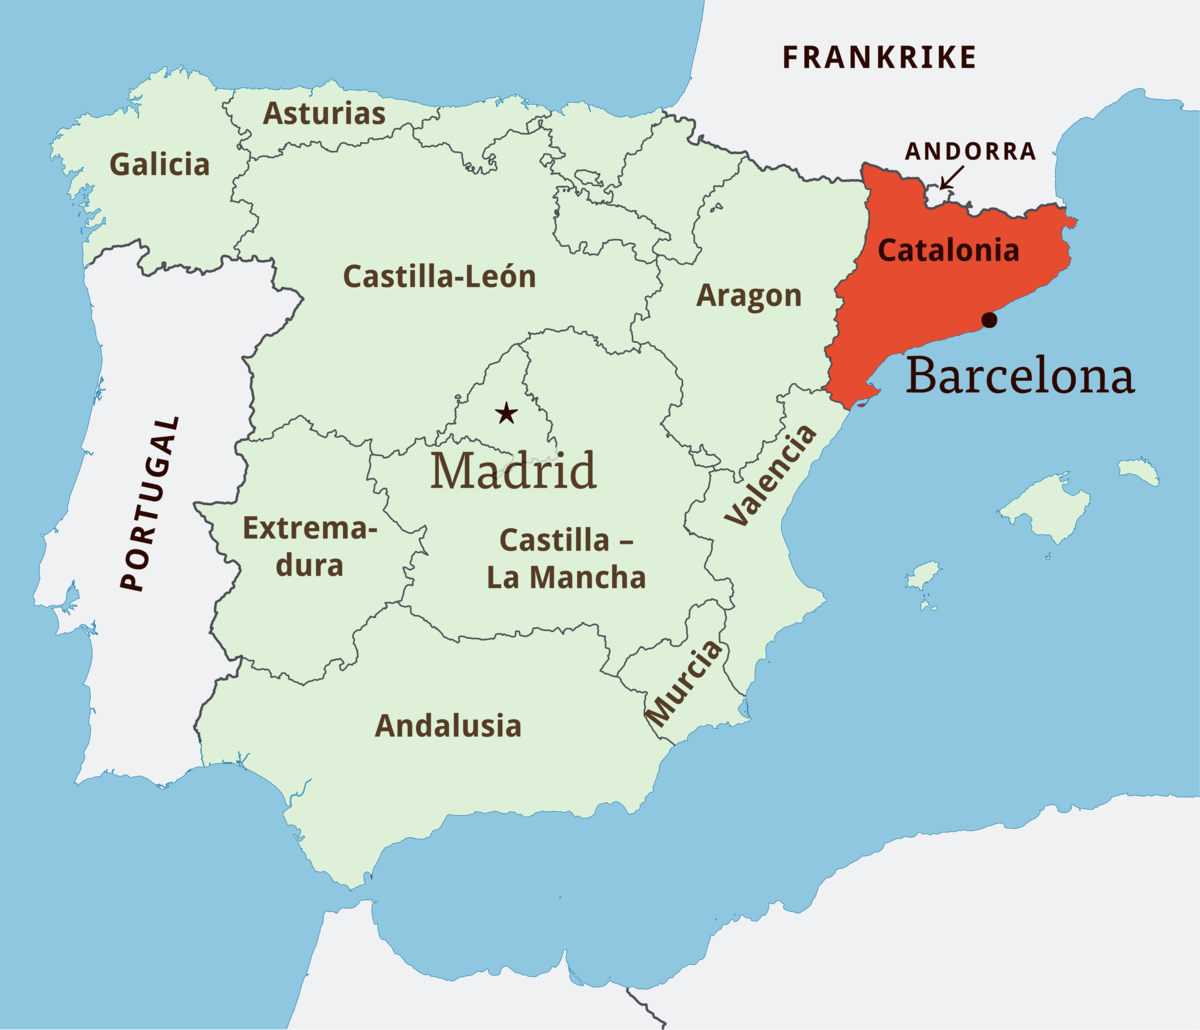 FRANKRIKE
Asturias
ANDORRA
Galicia
Catalonia
Castilla-León
Aragon
Barcelona
PORTUGAL
Madrid
Valencia
Extrema-
dura
Castilla –
La Mancha
Murcia
Andalusia